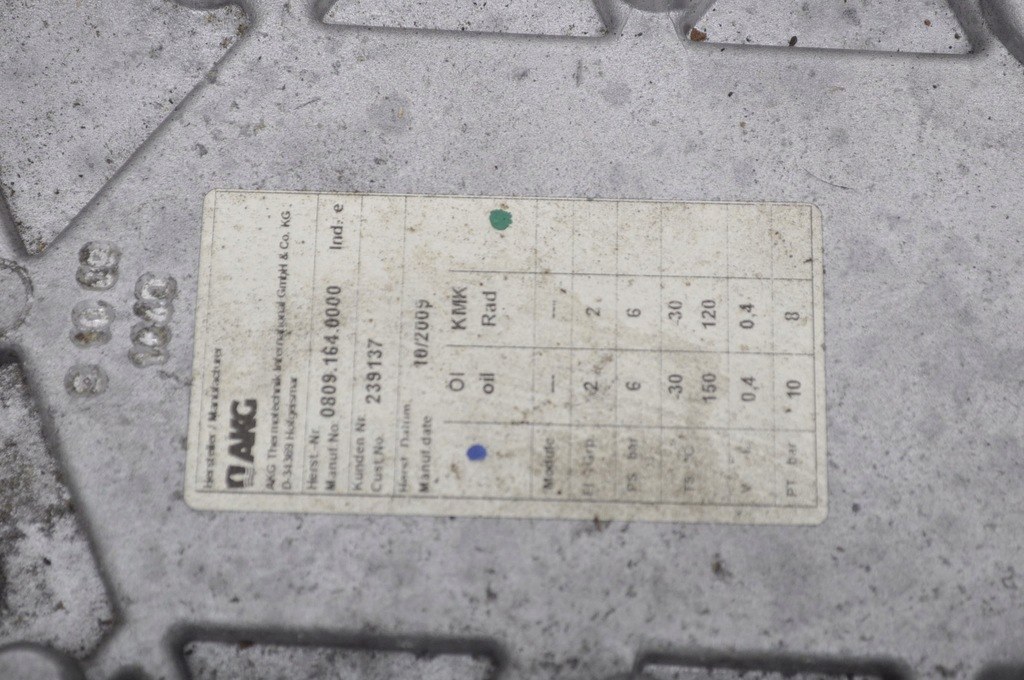 Hersteller / Manufacturer
AKG
AKG Thermotechnik International GmbH & Co. KG
D-34369 Hofgeismar
Herst.-Nr.
Manuf.No. 0809.164.0000 Ind: e
Kunden Nr.
Cust.No. 239137
Herst. Datum,
Manuf.date 10/2009
Öl KMK
oil Rad
Module --- ---
Fl 2 2
PS bar 6 6
TS °C -30 -30
150 120
V 0,4 0,4
PT bar 10 8